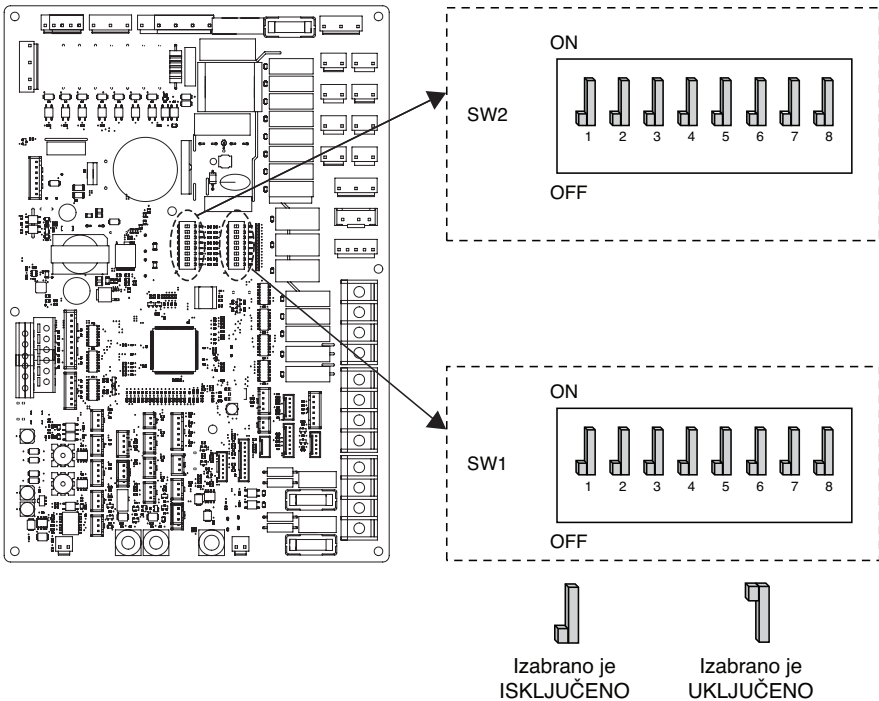 ON
SW2
1 2 3 4 5 6 7 8
OFF
ON
SW1
1 2 3 4 5 6 7 8
OFF
Izabrano je
ISKLJUČENO
Izabrano je
UKLJUČENO